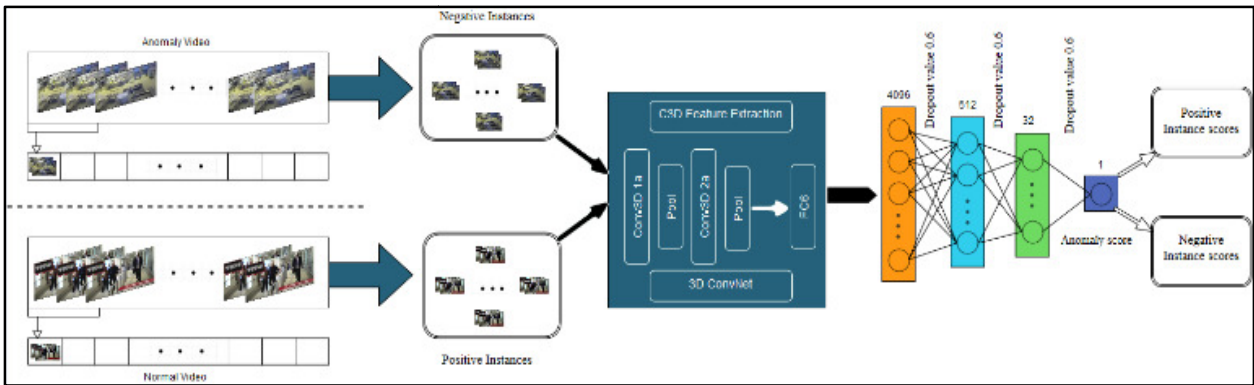 Negative Instances
Anomaly Video
Normal Video
Positive Instances
C3D Feature Extraction
Conv3D 1a
Pool
Conv3D 2a
Pool
FC6
3D ConvNet
4096
Dropout value 0.6
512
Dropout value 0.6
32
Dropout value 0.6
1
Anomaly score
Positive
Instance scores
Negative
Instance scores